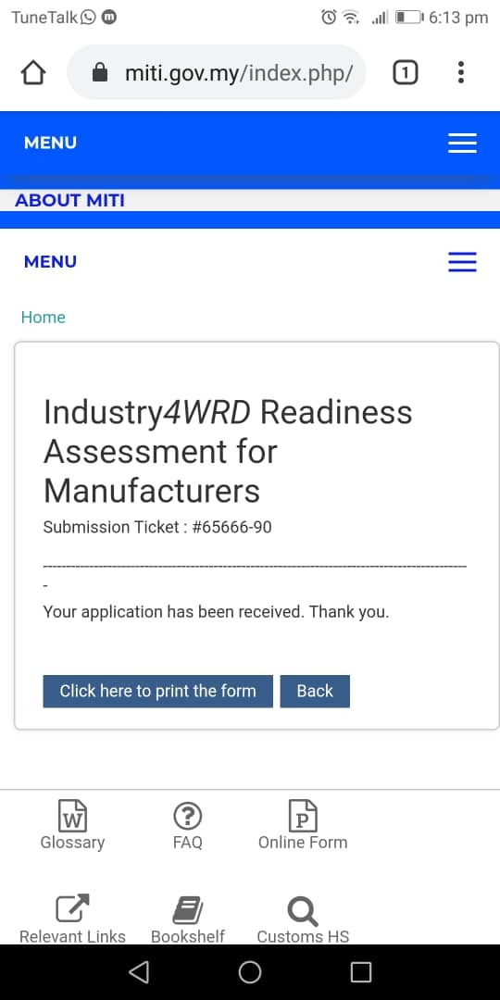 TuneTalk 6:13 pm
miti.gov.my/index.php/ 1
MENU
ABOUT MITI
MENU
Home
Industry4WRD Readiness
Assessment for
Manufacturers
Submission Ticket : #65666-90
--------------------------------------------------------------------------------------------
-
Your application has been received. Thank you.
Click here to print the form Back
W P
Glossary FAQ Online Form
Relevant Links Bookshelf Customs HS